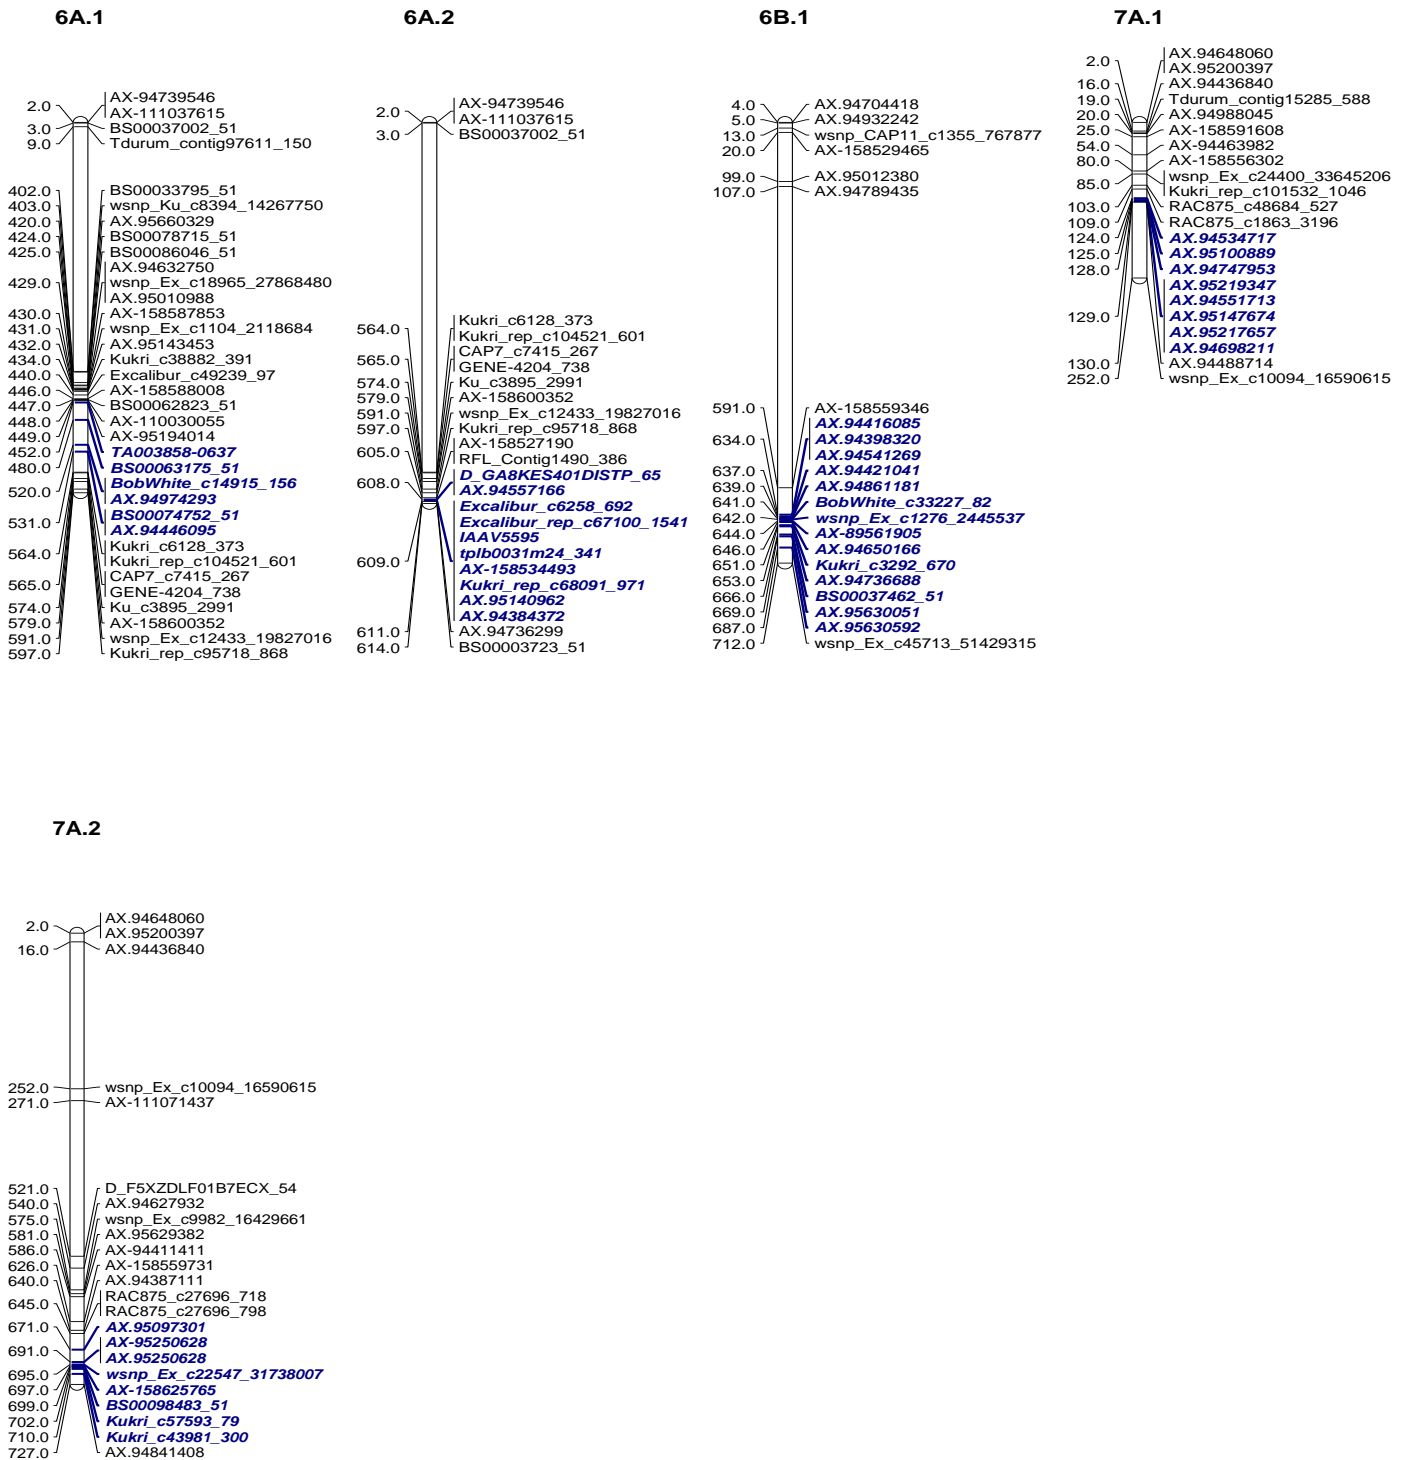 6A.1
2.0
3.0
9.0
402.0
403.0
420.0
424.0
425.0
429.0
430.0
431.0
432.0
434.0
440.0
446.0
447.0
448.0
449.0
452.0
480.0
520.0
531.0
564.0
565.0
574.0
579.0
591.0
597.0
AX-94739546
AX-111037615
BS00037002_51
Tdurum_contig97611_150
BS00033795_51
wsnp_Ku_c8394_14267750
AX.95660329
BS00078715_51
BS00086046_51
AX.94632750
wsnp_Ex_c18965_27868480
AX.95010988
AX-158587853
wsnp_Ex_c1104_2118684
AX.95143453
Kukri_c38882_391
Excalibur_c49239_97
AX-158588008
BS00062823_51
AX-110030055
AX-95194014
TA003858-0637
BS00063175_51
BobWhite_c14915_156
AX.94974293
BS00074752_51
AX.94446095
Kukri_c6128_373
Kukri_rep_c104521_601
CAP7_c7415_267
GENE-4204_738
Ku_c3895_2991
AX-158600352
wsnp_Ex_c12433_19827016
Kukri_rep_c95718_868
6A.2
2.0
3.0
564.0
565.0
574.0
579.0
591.0
597.0
605.0
608.0
609.0
611.0
614.0
AX-94739546
AX-111037615
BS00037002_51
Kukri_c6128_373
Kukri_rep_c104521_601
CAP7_c7415_267
GENE-4204_738
Ku_c3895_2991
AX-158600352
wsnp_Ex_c12433_19827016
Kukri_rep_c95718_868
AX-158527190
RFL_Contig1490_386
D_GA8KES401DISTP_65
AX.94557166
Excalibur_c6258_692
Excalibur_rep_c67100_1541
IAAV5595
tplb0031m24_341
AX-158534493
Kukri_rep_c68091_971
AX.95140962
AX.94384372
AX.94736299
BS00003723_51
6B.1
4.0
5.0
13.0
20.0
99.0
107.0
591.0
634.0
637.0
639.0
641.0
642.0
644.0
646.0
651.0
653.0
666.0
669.0
687.0
712.0
AX.94704418
AX.94932242
wsnp_CAP11_c1355_767877
AX-158529465
AX.95012380
AX.94789435
AX-158559346
AX.94416085
AX.94398320
AX.94541269
AX.94421041
AX.94861181
BobWhite_c33227_82
wsnp_Ex_c1276_2445537
AX-89561905
AX.94650166
Kukri_c3292_670
AX.94736688
BS00037462_51
AX.95630051
AX.95630592
wsnp_Ex_c45713_51429315
7A.1
2.0
16.0
19.0
20.0
25.0
54.0
80.0
85.0
103.0
109.0
124.0
125.0
128.0
129.0
130.0
252.0
AX.94648060
AX.95200397
AX.94436840
Tdurum_contig15285_588
AX.94988045
AX-158591608
AX-94463982
AX-158556302
wsnp_Ex_c24400_33645206
Kukri_rep_c101532_1046
RAC875_c48684_527
RAC875_c1863_3196
AX.94534717
AX.95100889
AX.94747953
AX.95219347
AX.94551713
AX.95147674
AX.95217657
AX.94698211
AX.94488714
wsnp_Ex_c10094_16590615
7A.2
2.0
16.0
252.0
271.0
521.0
540.0
575.0
581.0
586.0
626.0
640.0
645.0
671.0
691.0
695.0
697.0
699.0
702.0
710.0
727.0
AX.94648060
AX.95200397
AX.94436840
wsnp_Ex_c10094_16590615
AX-111071437
D_F5XZDLF01B7ECX_54
AX.94627932
wsnp_Ex_c9982_16429661
AX.95629382
AX-94411411
AX-158559731
AX.94387111
RAC875_c27696_718
RAC875_c27696_798
AX.95097301
AX-95250628
AX.95250628
wsnp_Ex_c22547_31738007
AX-158625765
BS00098483_51
Kukri_c57593_79
Kukri_c43981_300
AX.94841408